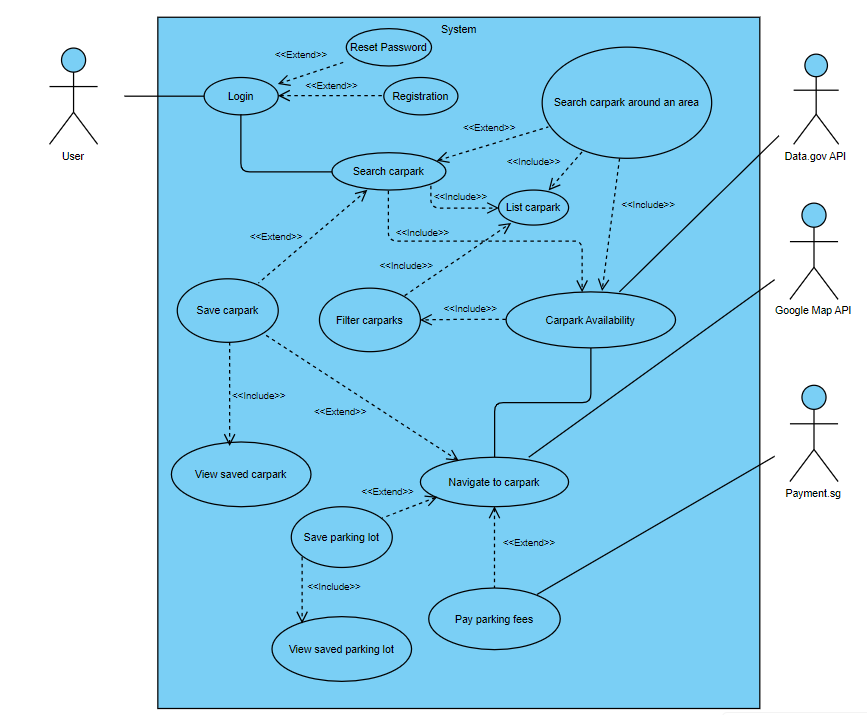 System
<<Extend>>
Reset Password
Login
<<Extend>>
Registration
Search carpark around an area
<<Extend>>
<<Include>>
User
Data.gov API
Search carpark
<<Include>>
List carpark
<<Include>>
<<Extend>>
<<Include>>
<<Include>>
Save carpark
Filter carparks
<<Include>>
Carpark Availability
Google Map API
<<Include>>
<<Extend>>
View saved carpark
Navigate to carpark
<<Extend>>
Payment.sg
Save parking lot
<<Extend>>
<<Include>>
Pay parking fees
View saved parking lot